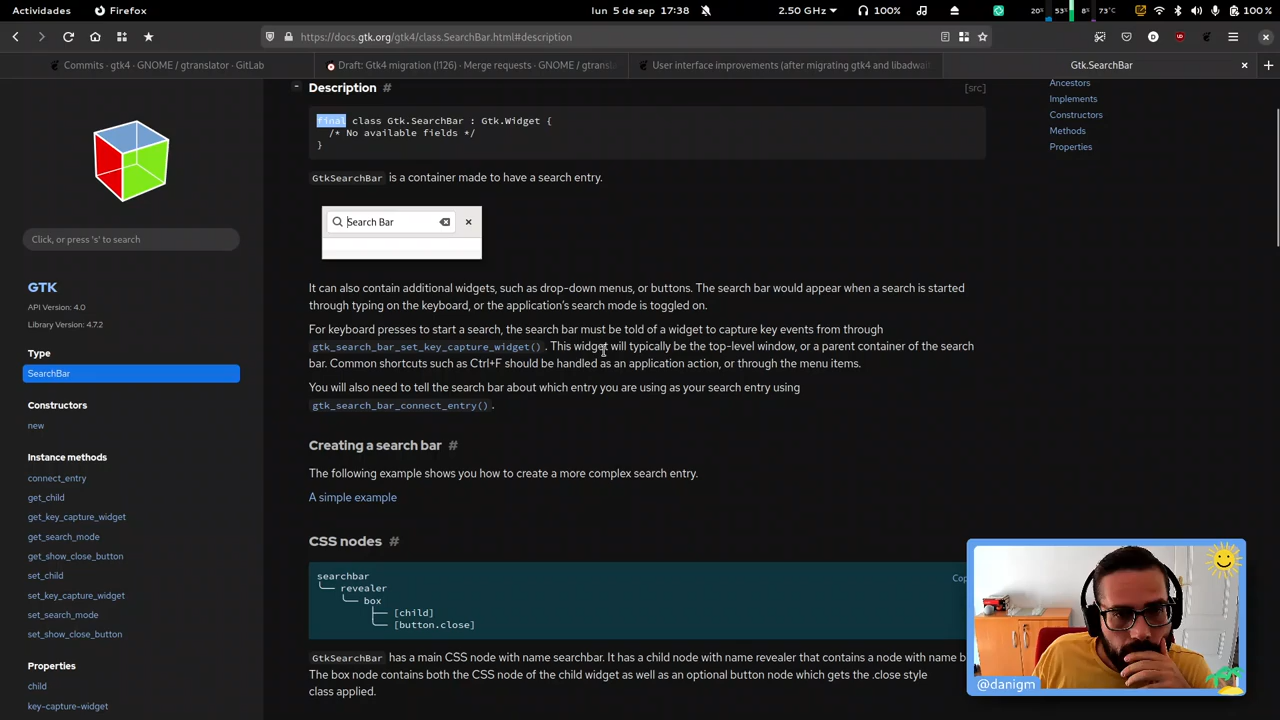 Actividades
Firefox
lun 5 de sep 17:38
2.50 GHz
100%
20%
53%
8%
73°C
100 %
https://docs.gtk.org/gtk4/class.SearchBar.html#description
Commits · gtk4 · GNOME / gtranslator · GitLab
Draft: Gtk4 migration (!126) · Merge requests · GNOME / gtransl
User interface improvements (after migrating gtk4 and libadwait
Gtk.SearchBar
Click, or press 's' to search
GTK
API Version: 4.0
Library Version: 4.7.2
Type
SearchBar
Constructors
new
Instance methods
connect_entry
get_child
get_key_capture_widget
get_search_mode
get_show_close_button
set_child
set_key_capture_widget
set_search_mode
set_show_close_button
Properties
child
key-capture-widget
- Description #
[src]
final class Gtk.SearchBar : Gtk.Widget {
/* No available fields */
}
GtkSearchBar is a container made to have a search entry.
Search Bar
It can also contain additional widgets, such as drop-down menus, or buttons. The search bar would appear when a search is started
through typing on the keyboard, or the application's search mode is toggled on.
For keyboard presses to start a search, the search bar must be told of a widget to capture key events from through
gtk_search_bar_set_key_capture_widget() . This widget will typically be the top-level window, or a parent container of the search
bar. Common shortcuts such as Ctrl+F should be handled as an application action, or through the menu items.
You will also need to tell the search bar about which entry you are using as your search entry using
gtk_search_bar_connect_entry() .
Creating a search bar #
The following example shows you how to create a more complex search entry.
A simple example
CSS nodes #
searchbar
╰── revealer
╰── box
├── [child]
╰── [button.close]
Cop
GtkSearchBar has a main CSS node with name searchbar. It has a child node with name revealer that contains a node with name b
The box node contains both the CSS node of the child widget as well as an optional button node which gets the .close style
class applied.
Ancestors
Implements
Constructors
Methods
Properties
@danigm